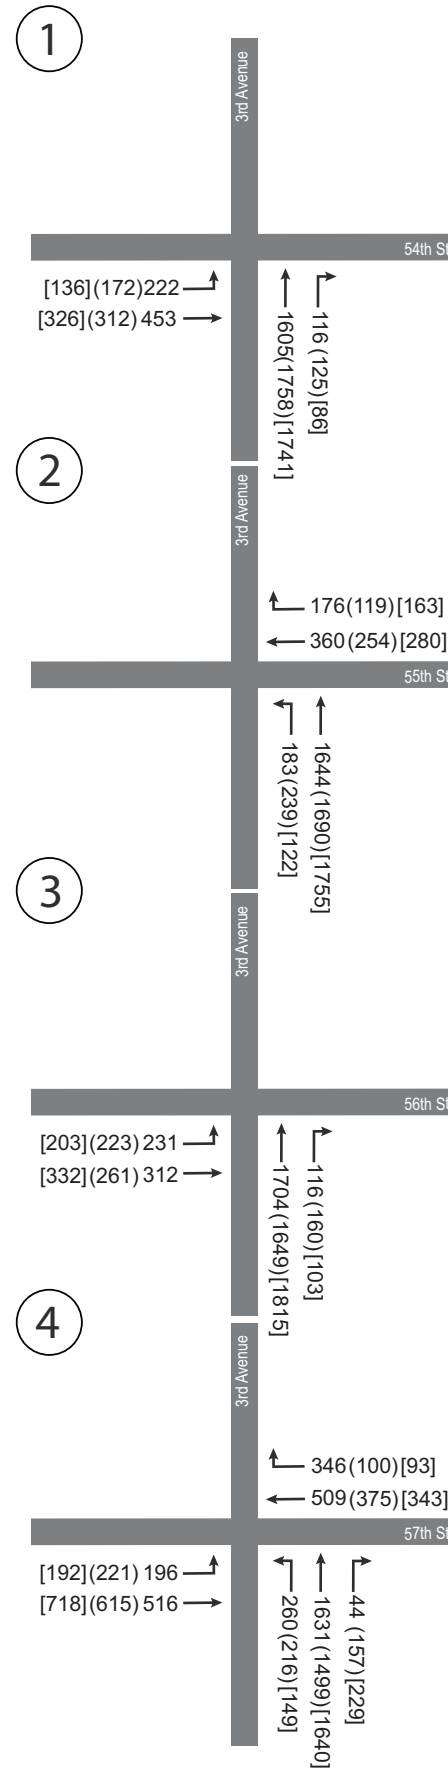 1
3rd Avenue
54th St
[136](172)222
[326](312) 453
1605(1758)[1741]
116 (125)[86]
2
3rd Avenue
176(119)[163]
360(254)[280]
55th St
183(239)[122]
1644(1690)[1755]
3
3rd Avenue
56th St
[203](223) 231
[332](261) 312
1704(1649)[1815]
116 (160)[103]
4
3rd Avenue
346(100)[93]
509(375)[343]
57th St
[192](221) 196
[718](615) 516
260(216)[149]
1631(1499)[1640]
44 (157)[229]